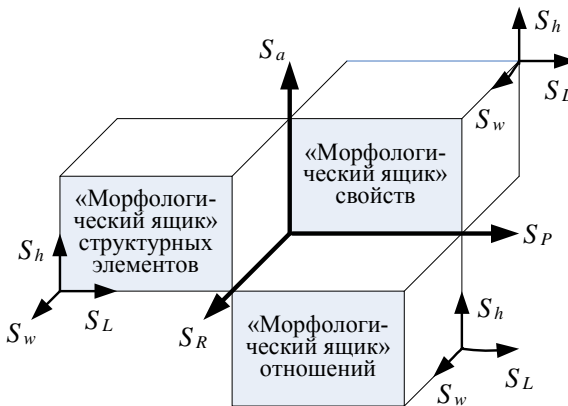 S_h
S_a
S_L
S_w
«Морфологи-
ческий ящик»
свойств
«Морфологи-
ческий ящик»
структурных
элементов
S_h
S_P
S_w
S_L
S_R
«Морфологи-
ческий ящик»
отношений
S_h
S_L
S_w